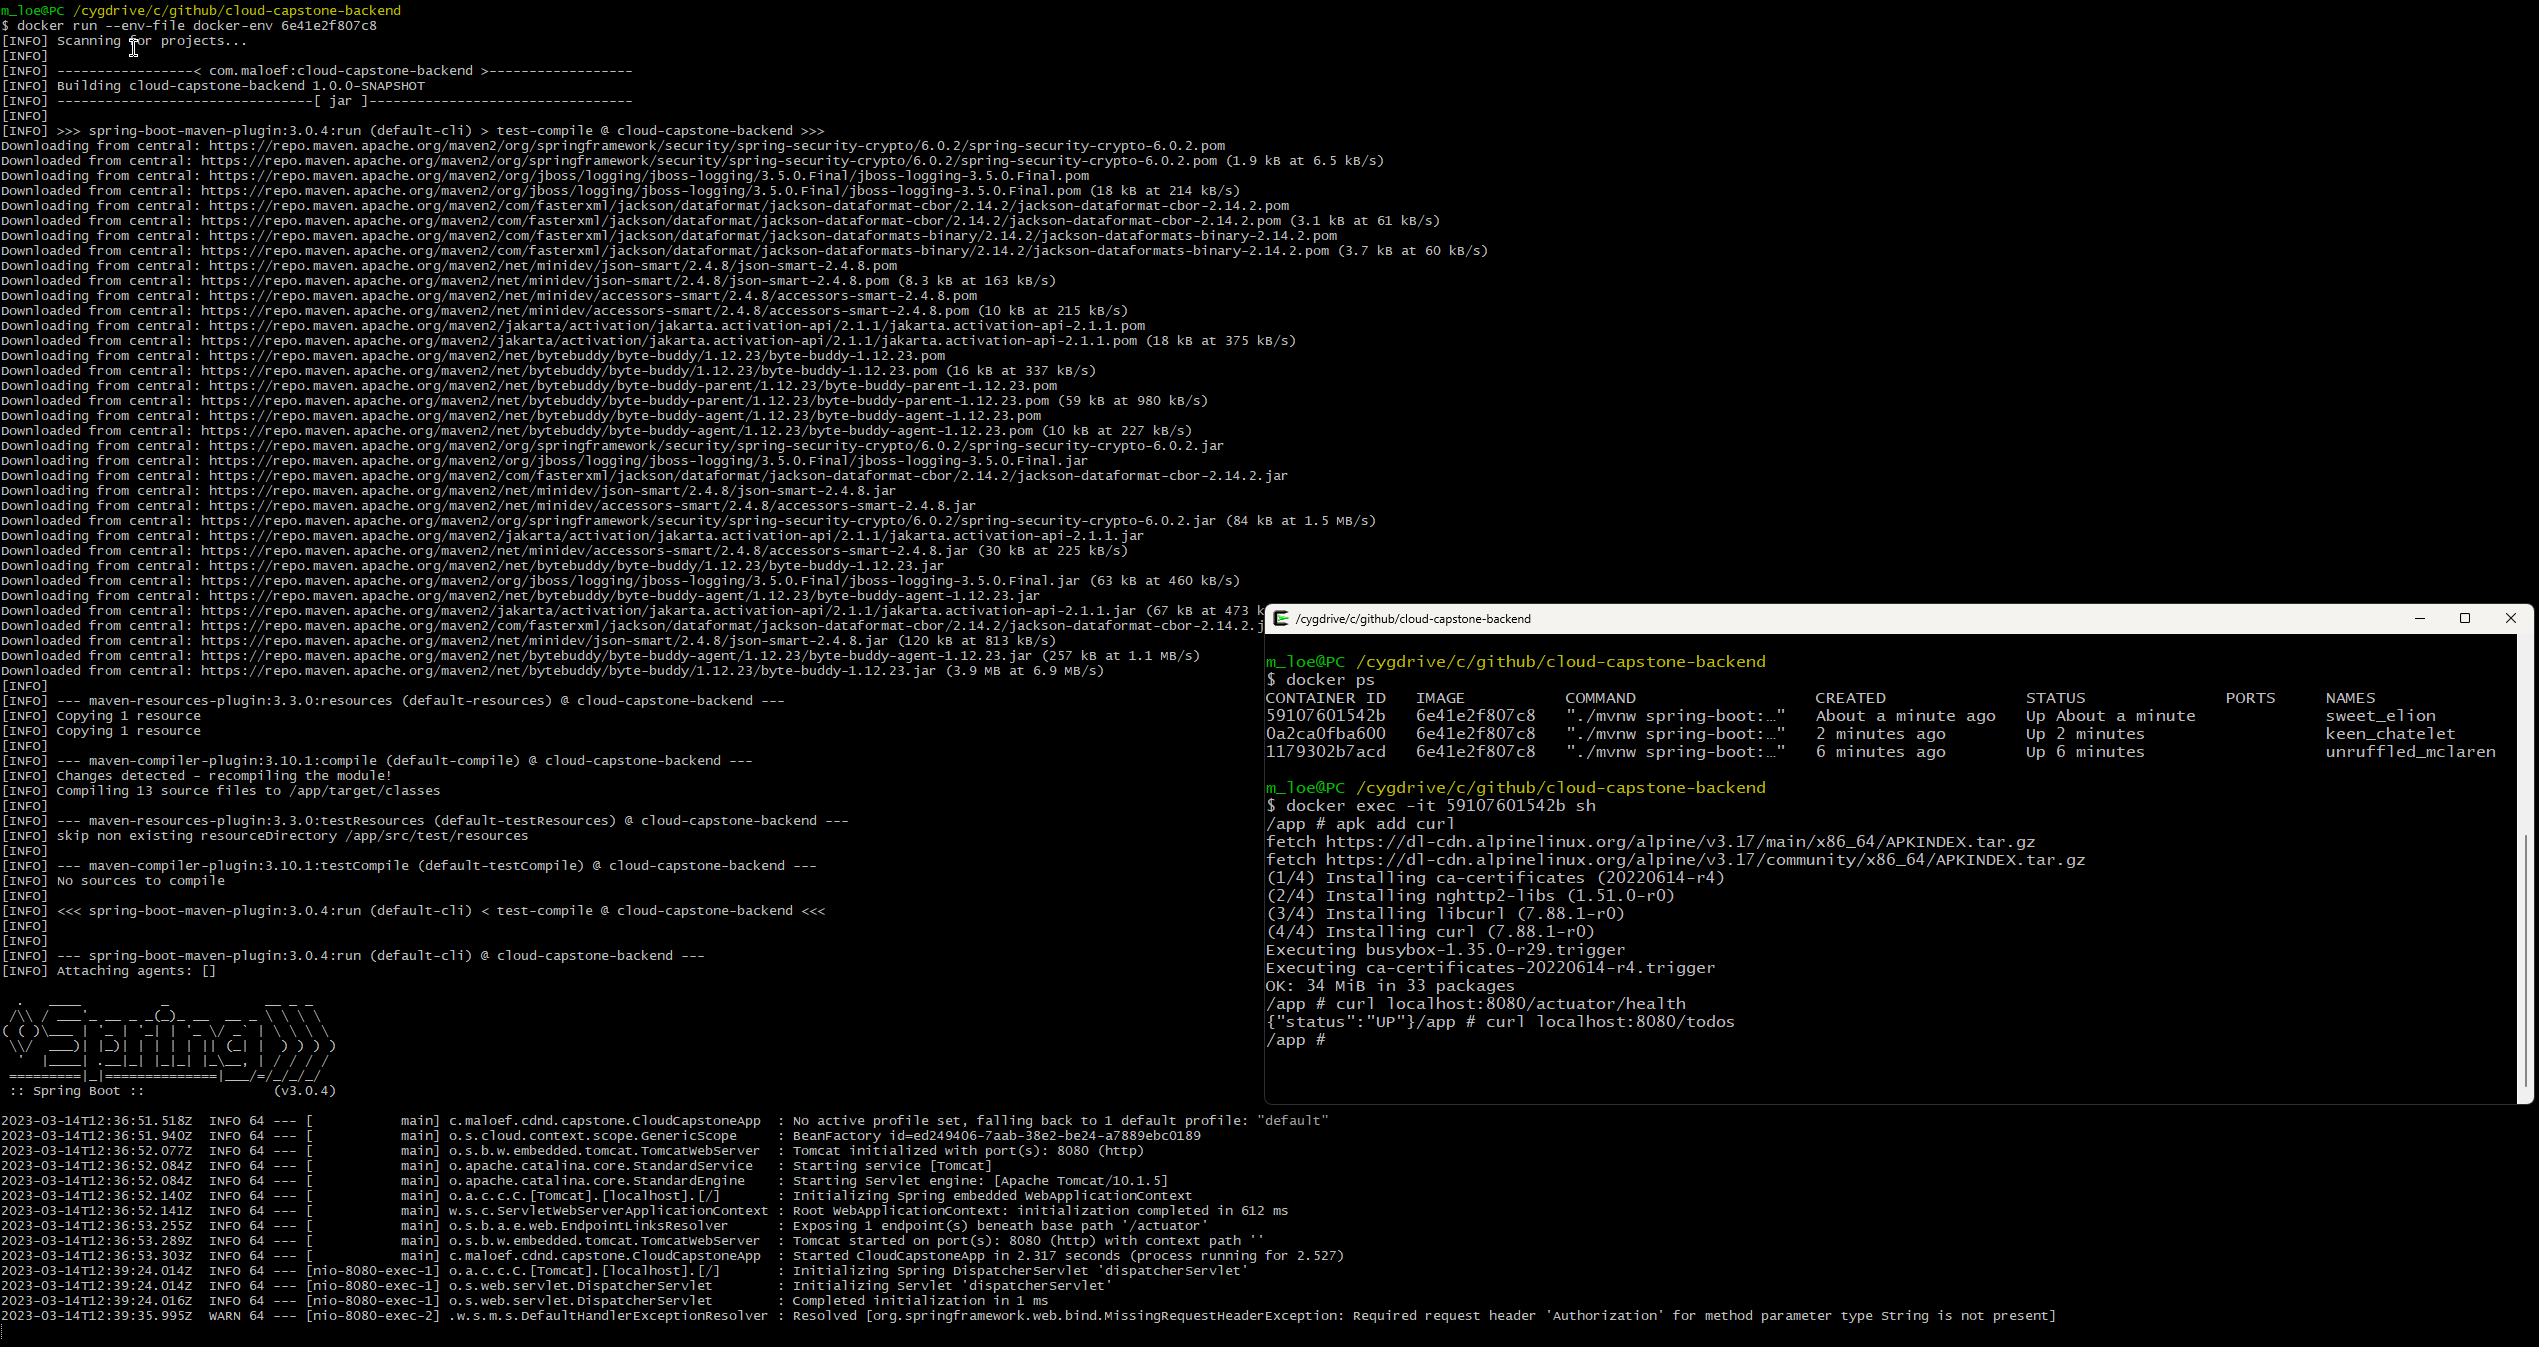 m_loe@PC /cygdrive/c/github/cloud-capstone-backend
$ docker run --env-file docker-env 6e41e2f807c8
[INFO] Scanning for projects...
[INFO]
[INFO] -----------------< com.maloef:cloud-capstone-backend >------------------
[INFO] Building cloud-capstone-backend 1.0.0-SNAPSHOT
[INFO] --------------------------------[ jar ]---------------------------------
[INFO]
[INFO] >>> spring-boot-maven-plugin:3.0.4:run (default-cli) > test-compile @ cloud-capstone-backend >>>
Downloading from central: https://repo.maven.apache.org/maven2/org/springframework/security/spring-security-crypto/6.0.2/spring-security-crypto-6.0.2.pom
Downloaded from central: https://repo.maven.apache.org/maven2/org/springframework/security/spring-security-crypto/6.0.2/spring-security-crypto-6.0.2.pom (1.9 kB at 6.5 kB/s)
Downloading from central: https://repo.maven.apache.org/maven2/org/jboss/logging/jboss-logging/3.5.0.Final/jboss-logging-3.5.0.Final.pom
Downloaded from central: https://repo.maven.apache.org/maven2/org/jboss/logging/jboss-logging/3.5.0.Final/jboss-logging-3.5.0.Final.pom (18 kB at 214 kB/s)
Downloading from central: https://repo.maven.apache.org/maven2/com/fasterxml/jackson/dataformat/jackson-dataformat-cbor/2.14.2/jackson-dataformat-cbor-2.14.2.pom
Downloaded from central: https://repo.maven.apache.org/maven2/com/fasterxml/jackson/dataformat/jackson-dataformat-cbor/2.14.2/jackson-dataformat-cbor-2.14.2.pom (3.1 kB at 61 kB/s)
Downloading from central: https://repo.maven.apache.org/maven2/com/fasterxml/jackson/dataformat/jackson-dataformats-binary/2.14.2/jackson-dataformats-binary-2.14.2.pom
Downloaded from central: https://repo.maven.apache.org/maven2/com/fasterxml/jackson/dataformat/jackson-dataformats-binary/2.14.2/jackson-dataformats-binary-2.14.2.pom (3.7 kB at 60 kB/s)
Downloading from central: https://repo.maven.apache.org/maven2/net/minidev/json-smart/2.4.8/json-smart-2.4.8.pom
Downloaded from central: https://repo.maven.apache.org/maven2/net/minidev/json-smart/2.4.8/json-smart-2.4.8.pom (8.3 kB at 163 kB/s)
Downloading from central: https://repo.maven.apache.org/maven2/net/minidev/accessors-smart/2.4.8/accessors-smart-2.4.8.pom
Downloaded from central: https://repo.maven.apache.org/maven2/net/minidev/accessors-smart/2.4.8/accessors-smart-2.4.8.pom (10 kB at 215 kB/s)
Downloading from central: https://repo.maven.apache.org/maven2/jakarta/activation/jakarta.activation-api/2.1.1/jakarta.activation-api-2.1.1.pom
Downloaded from central: https://repo.maven.apache.org/maven2/jakarta/activation/jakarta.activation-api/2.1.1/jakarta.activation-api-2.1.1.pom (18 kB at 375 kB/s)
Downloading from central: https://repo.maven.apache.org/maven2/net/bytebuddy/byte-buddy/1.12.23/byte-buddy-1.12.23.pom
Downloaded from central: https://repo.maven.apache.org/maven2/net/bytebuddy/byte-buddy/1.12.23/byte-buddy-1.12.23.pom (16 kB at 337 kB/s)
Downloading from central: https://repo.maven.apache.org/maven2/net/bytebuddy/byte-buddy-parent/1.12.23/byte-buddy-parent-1.12.23.pom
Downloaded from central: https://repo.maven.apache.org/maven2/net/bytebuddy/byte-buddy-parent/1.12.23/byte-buddy-parent-1.12.23.pom (59 kB at 980 kB/s)
Downloading from central: https://repo.maven.apache.org/maven2/net/bytebuddy/byte-buddy-agent/1.12.23/byte-buddy-agent-1.12.23.pom
Downloaded from central: https://repo.maven.apache.org/maven2/net/bytebuddy/byte-buddy-agent/1.12.23/byte-buddy-agent-1.12.23.pom (10 kB at 227 kB/s)
Downloading from central: https://repo.maven.apache.org/maven2/org/springframework/security/spring-security-crypto/6.0.2/spring-security-crypto-6.0.2.jar
Downloading from central: https://repo.maven.apache.org/maven2/org/jboss/logging/jboss-logging/3.5.0.Final/jboss-logging-3.5.0.Final.jar
Downloading from central: https://repo.maven.apache.org/maven2/com/fasterxml/jackson/dataformat/jackson-dataformat-cbor/2.14.2/jackson-dataformat-cbor-2.14.2.jar
Downloading from central: https://repo.maven.apache.org/maven2/net/minidev/json-smart/2.4.8/json-smart-2.4.8.jar
Downloading from central: https://repo.maven.apache.org/maven2/net/minidev/accessors-smart/2.4.8/accessors-smart-2.4.8.jar
Downloaded from central: https://repo.maven.apache.org/maven2/org/springframework/security/spring-security-crypto/6.0.2/spring-security-crypto-6.0.2.jar (84 kB at 1.5 MB/s)
Downloading from central: https://repo.maven.apache.org/maven2/jakarta/activation/jakarta.activation-api/2.1.1/jakarta.activation-api-2.1.1.jar
Downloaded from central: https://repo.maven.apache.org/maven2/net/minidev/accessors-smart/2.4.8/accessors-smart-2.4.8.jar (30 kB at 225 kB/s)
Downloading from central: https://repo.maven.apache.org/maven2/net/bytebuddy/byte-buddy/1.12.23/byte-buddy-1.12.23.jar
Downloaded from central: https://repo.maven.apache.org/maven2/org/jboss/logging/jboss-logging/3.5.0.Final/jboss-logging-3.5.0.Final.jar (63 kB at 460 kB/s)
Downloading from central: https://repo.maven.apache.org/maven2/net/bytebuddy/byte-buddy-agent/1.12.23/byte-buddy-agent-1.12.23.jar
Downloaded from central: https://repo.maven.apache.org/maven2/jakarta/activation/jakarta.activation-api/2.1.1/jakarta.activation-api-2.1.1.jar (67 kB at 473 k
Downloaded from central: https://repo.maven.apache.org/maven2/com/fasterxml/jackson/dataformat/jackson-dataformat-cbor/2.14.2/jackson-dataformat-cbor-2.14.2.j
Downloaded from central: https://repo.maven.apache.org/maven2/net/minidev/json-smart/2.4.8/json-smart-2.4.8.jar (120 kB at 813 kB/s)
Downloaded from central: https://repo.maven.apache.org/maven2/net/bytebuddy/byte-buddy-agent/1.12.23/byte-buddy-agent-1.12.23.jar (257 kB at 1.1 MB/s)
Downloaded from central: https://repo.maven.apache.org/maven2/net/bytebuddy/byte-buddy/1.12.23/byte-buddy-1.12.23.jar (3.9 MB at 6.9 MB/s)
[INFO]
[INFO] --- maven-resources-plugin:3.3.0:resources (default-resources) @ cloud-capstone-backend ---
[INFO] Copying 1 resource
[INFO] Copying 1 resource
[INFO]
[INFO] --- maven-compiler-plugin:3.10.1:compile (default-compile) @ cloud-capstone-backend ---
[INFO] Changes detected - recompiling the module!
[INFO] Compiling 13 source files to /app/target/classes
[INFO]
[INFO] --- maven-resources-plugin:3.3.0:testResources (default-testResources) @ cloud-capstone-backend ---
[INFO] skip non existing resourceDirectory /app/src/test/resources
[INFO]
[INFO] --- maven-compiler-plugin:3.10.1:testCompile (default-testCompile) @ cloud-capstone-backend ---
[INFO] No sources to compile
[INFO]
[INFO] <<< spring-boot-maven-plugin:3.0.4:run (default-cli) < test-compile @ cloud-capstone-backend <<<
[INFO]
[INFO]
[INFO] --- spring-boot-maven-plugin:3.0.4:run (default-cli) @ cloud-capstone-backend ---
[INFO] Attaching agents: []
:: Spring Boot :: (v3.0.4)
2023-03-14T12:36:51.518Z INFO 64 --- [ main] c.maloef.cdnd.capstone.CloudCapstoneApp : No active profile set, falling back to 1 default profile: "default"
2023-03-14T12:36:51.940Z INFO 64 --- [ main] o.s.cloud.context.scope.GenericScope : BeanFactory id=ed249406-7aab-38e2-be24-a7889ebc0189
2023-03-14T12:36:52.077Z INFO 64 --- [ main] o.s.b.w.embedded.tomcat.TomcatWebServer : Tomcat initialized with port(s): 8080 (http)
2023-03-14T12:36:52.084Z INFO 64 --- [ main] o.apache.catalina.core.StandardService : Starting service [Tomcat]
2023-03-14T12:36:52.084Z INFO 64 --- [ main] o.apache.catalina.core.StandardEngine : Starting Servlet engine: [Apache Tomcat/10.1.5]
2023-03-14T12:36:52.140Z INFO 64 --- [ main] o.a.c.c.C.[Tomcat].[localhost].[/] : Initializing Spring embedded WebApplicationContext
2023-03-14T12:36:52.141Z INFO 64 --- [ main] w.s.c.ServletWebServerApplicationContext : Root WebApplicationContext: initialization completed in 612 ms
2023-03-14T12:36:53.255Z INFO 64 --- [ main] o.s.b.a.e.web.EndpointLinksResolver : Exposing 1 endpoint(s) beneath base path '/actuator'
2023-03-14T12:36:53.289Z INFO 64 --- [ main] o.s.b.w.embedded.tomcat.TomcatWebServer : Tomcat started on port(s): 8080 (http) with context path ''
2023-03-14T12:36:53.303Z INFO 64 --- [ main] c.maloef.cdnd.capstone.CloudCapstoneApp : Started CloudCapstoneApp in 2.317 seconds (process running for 2.527)
2023-03-14T12:39:24.014Z INFO 64 --- [nio-8080-exec-1] o.a.c.c.C.[Tomcat].[localhost].[/] : Initializing Spring DispatcherServlet 'dispatcherServlet'
2023-03-14T12:39:24.014Z INFO 64 --- [nio-8080-exec-1] o.s.web.servlet.DispatcherServlet : Initializing Servlet 'dispatcherServlet'
2023-03-14T12:39:24.016Z INFO 64 --- [nio-8080-exec-1] o.s.web.servlet.DispatcherServlet : Completed initialization in 1 ms
2023-03-14T12:39:35.995Z WARN 64 --- [nio-8080-exec-2] .w.s.m.s.DefaultHandlerExceptionResolver : Resolved [org.springframework.web.bind.MissingRequestHeaderException: Required request header 'Authorization' for method parameter type String is not present]
/cygdrive/c/github/cloud-capstone-backend
m_loe@PC /cygdrive/c/github/cloud-capstone-backend
$ docker ps
CONTAINER ID IMAGE COMMAND CREATED STATUS PORTS NAMES
59107601542b 6e41e2f807c8 "./mvnw spring-boot:…" About a minute ago Up About a minute sweet_elion
0a2ca0fba600 6e41e2f807c8 "./mvnw spring-boot:…" 2 minutes ago Up 2 minutes keen_chatelet
1179302b7acd 6e41e2f807c8 "./mvnw spring-boot:…" 6 minutes ago Up 6 minutes unruffled_mclaren
m_loe@PC /cygdrive/c/github/cloud-capstone-backend
$ docker exec -it 59107601542b sh
/app # apk add curl
fetch https://dl-cdn.alpinelinux.org/alpine/v3.17/main/x86_64/APKINDEX.tar.gz
fetch https://dl-cdn.alpinelinux.org/alpine/v3.17/community/x86_64/APKINDEX.tar.gz
(1/4) Installing ca-certificates (20220614-r4)
(2/4) Installing nghttp2-libs (1.51.0-r0)
(3/4) Installing libcurl (7.88.1-r0)
(4/4) Installing curl (7.88.1-r0)
Executing busybox-1.35.0-r29.trigger
Executing ca-certificates-20220614-r4.trigger
OK: 34 MiB in 33 packages
/app # curl localhost:8080/actuator/health
{"status":"UP"}/app # curl localhost:8080/todos
/app #